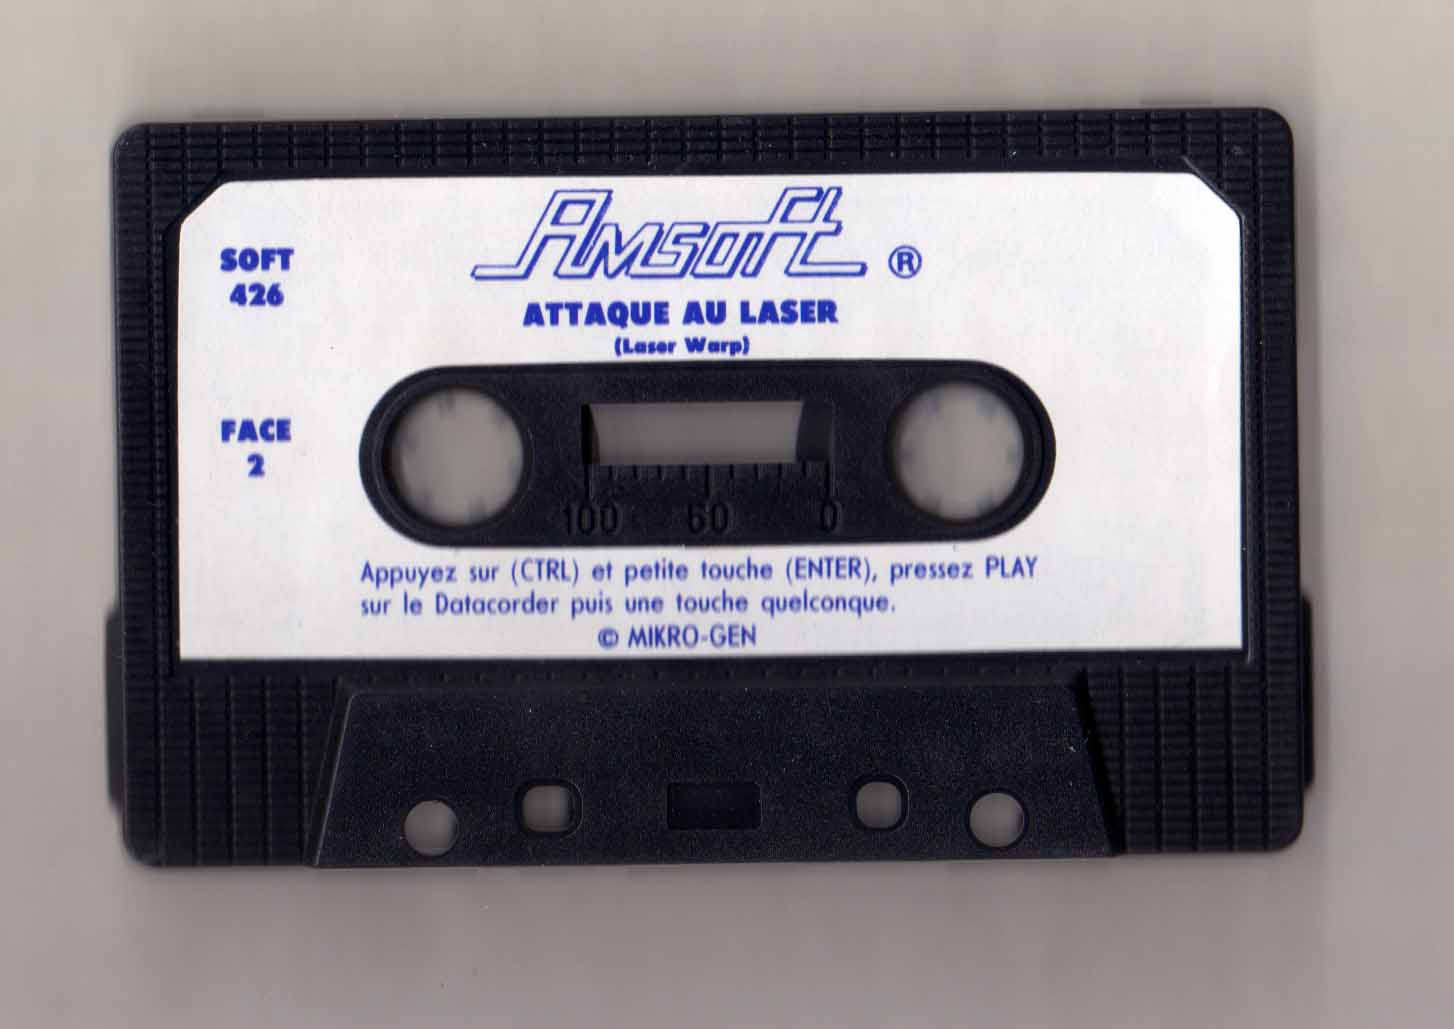 Amsoft ®
SOFT
426
ATTAQUE AU LASER
(Laser Warp)
FACE
2
100 50 0
Appuyez sur (CTRL) et petite touche (ENTER), pressez PLAY
sur le Datacorder puis une touche quelconque.
© MIKRO-GEN